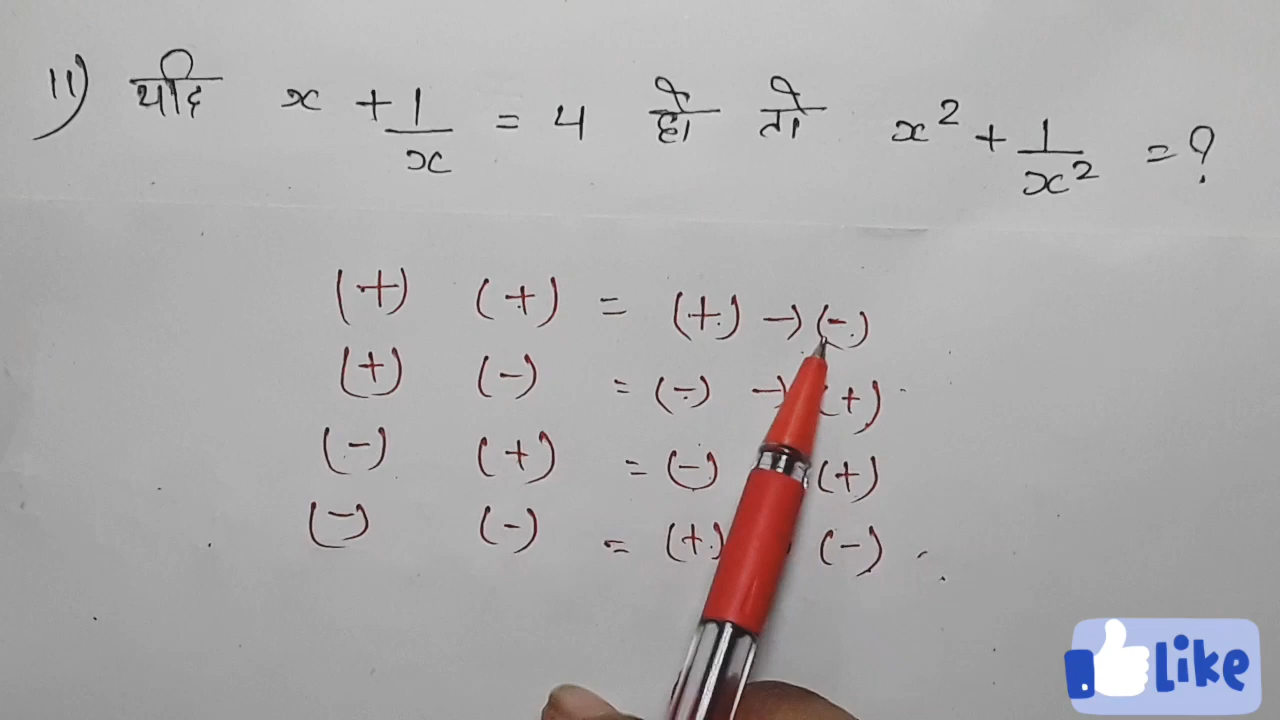 11) यदि x + 1/x = 4 हो तो x² + 1/x² = ?
(+) (+) = (+) → (-)
(+) (-) = (-) → (+)
(-) (+) = (-) (+)
(-) (-) = (+) (-)
Like